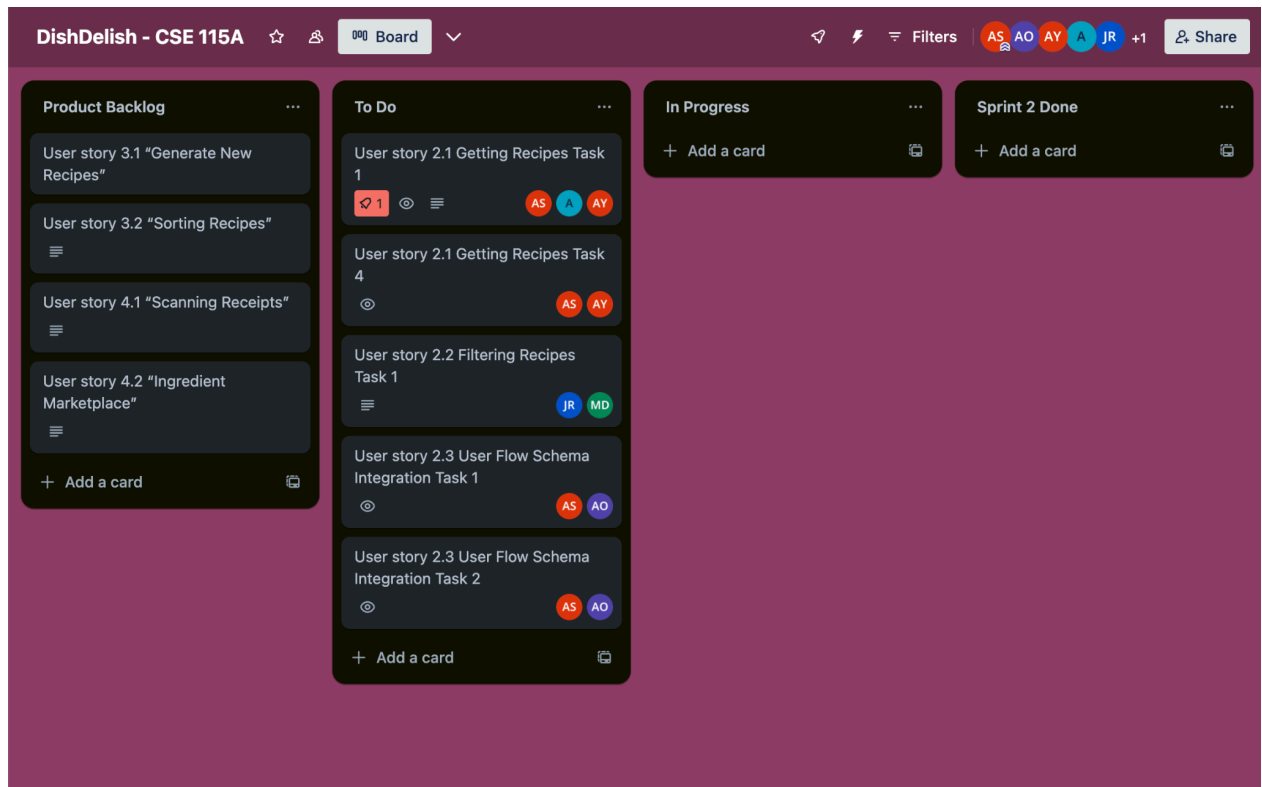 DishDelish - CSE 115A
Board
Filters
AS AO AY A JR +1
Share
Product Backlog
User story 3.1 “Generate New
Recipes”
User story 3.2 “Sorting Recipes”
User story 4.1 “Scanning Receipts”
User story 4.2 “Ingredient
Marketplace”
+ Add a card
To Do
User story 2.1 Getting Recipes Task
1
1
AS A AY
User story 2.1 Getting Recipes Task
4
AS AY
User story 2.2 Filtering Recipes
Task 1
JR MD
User story 2.3 User Flow Schema
Integration Task 1
AS AO
User story 2.3 User Flow Schema
Integration Task 2
AS AO
+ Add a card
In Progress
+ Add a card
Sprint 2 Done
+ Add a card